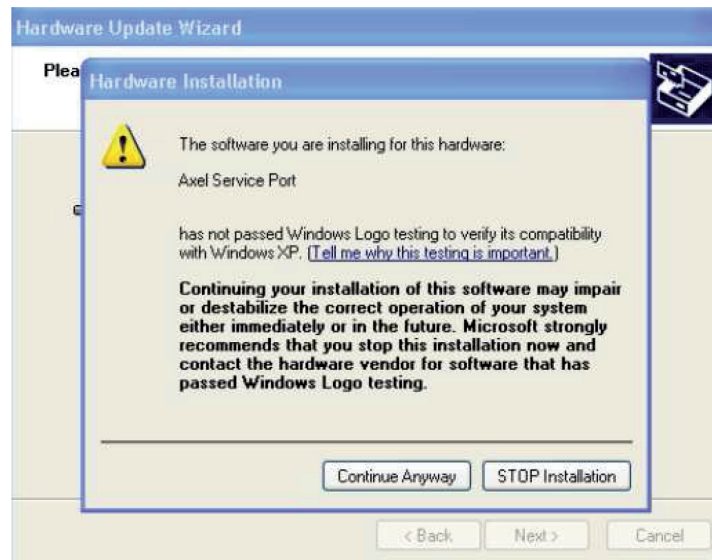 Hardware Update Wizard
Plea
Hardware Installation
The software you are installing for this hardware:
Axel Service Port
has not passed Windows Logo testing to verify its compatibility
with Windows XP. (Tell me why this testing is important.)
Continuing your installation of this software may impair
or destabilize the correct operation of your system
either immediately or in the future. Microsoft strongly
recommends that you stop this installation now and
contact the hardware vendor for software that has
passed Windows Logo testing.
Continue Anyway STOP Installation
< Back Next > Cancel